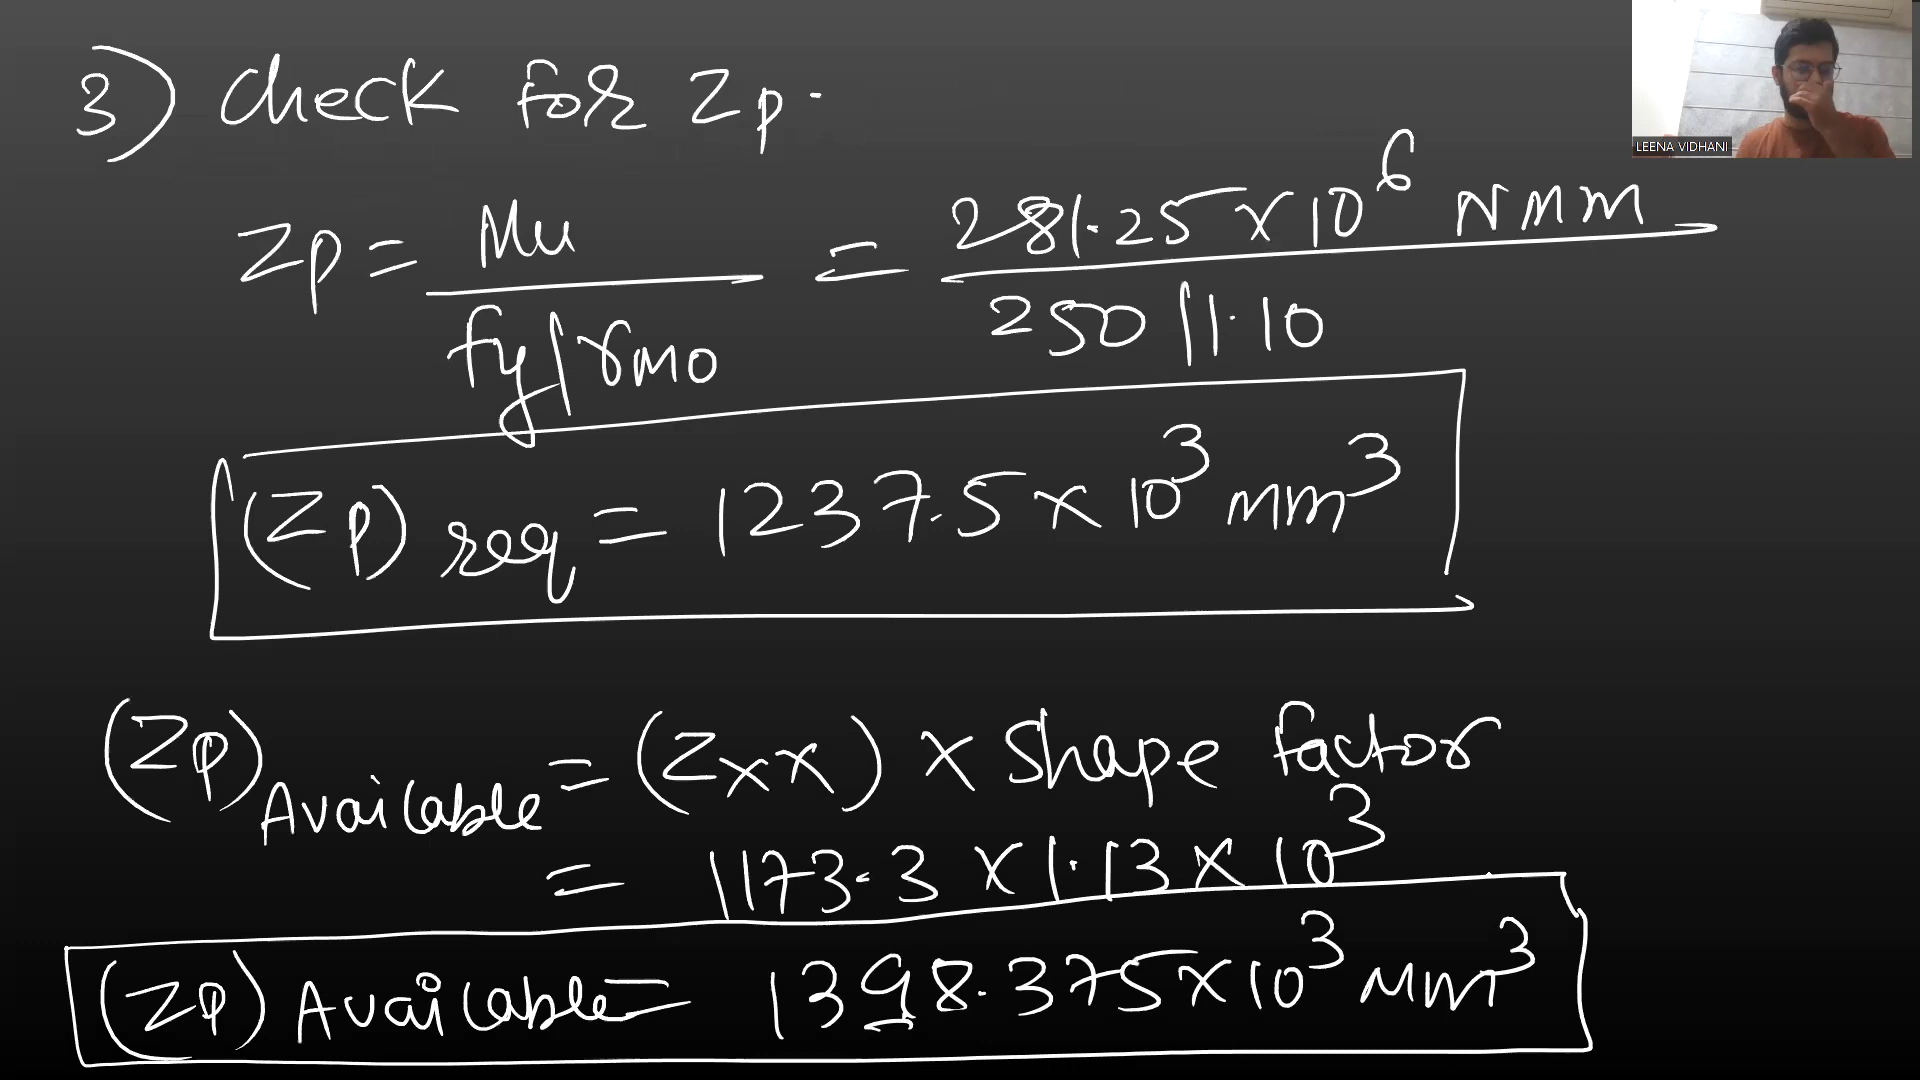 LEENA VIDHANI
3) Check for Zp.
Zp = Mu / fy/γm0 = 281.25 x 10^6 NMM / 250/1.10
(Zp) req = 1237.5 x 10^3 mm^3
(Zp) Available = (Zxx) x Shape factor
= 1173.3 x 1.13 x 10^3
(Zp) Available = 1398.375 x 10^3 mm^3